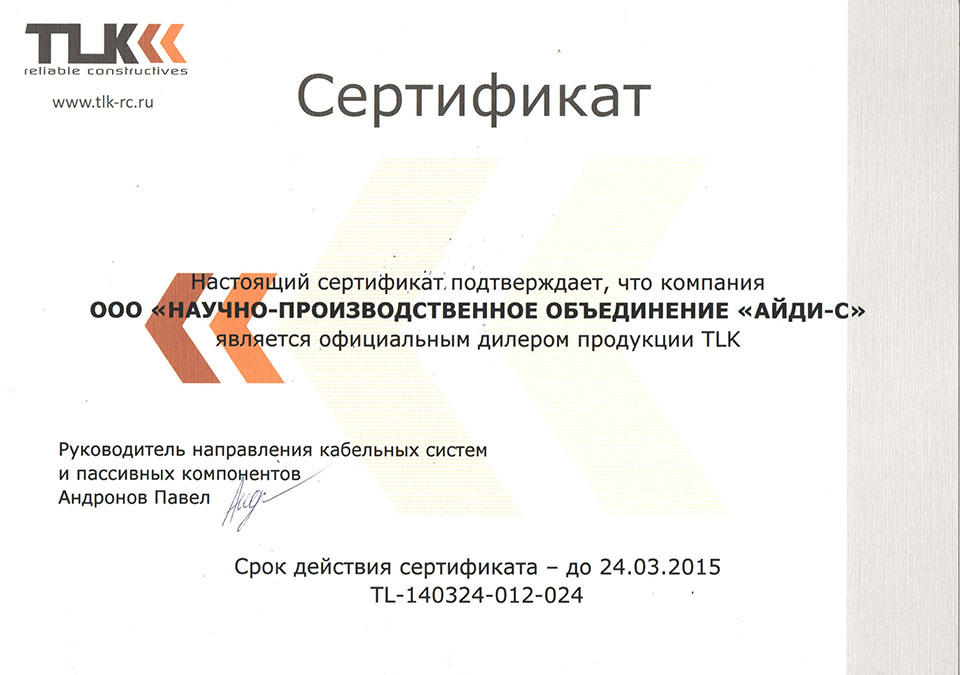 TLK
reliable constructives
www.tlk-rc.ru
Сертификат
Настоящий сертификат подтверждает, что компания
ООО «НАУЧНО-ПРОИЗВОДСТВЕННОЕ ОБЪЕДИНЕНИЕ «АЙДИ-С»
является официальным дилером продукции TLK
Руководитель направления кабельных систем
и пассивных компонентов
Андронов Павел
Срок действия сертификата – до 24.03.2015
TL-140324-012-024